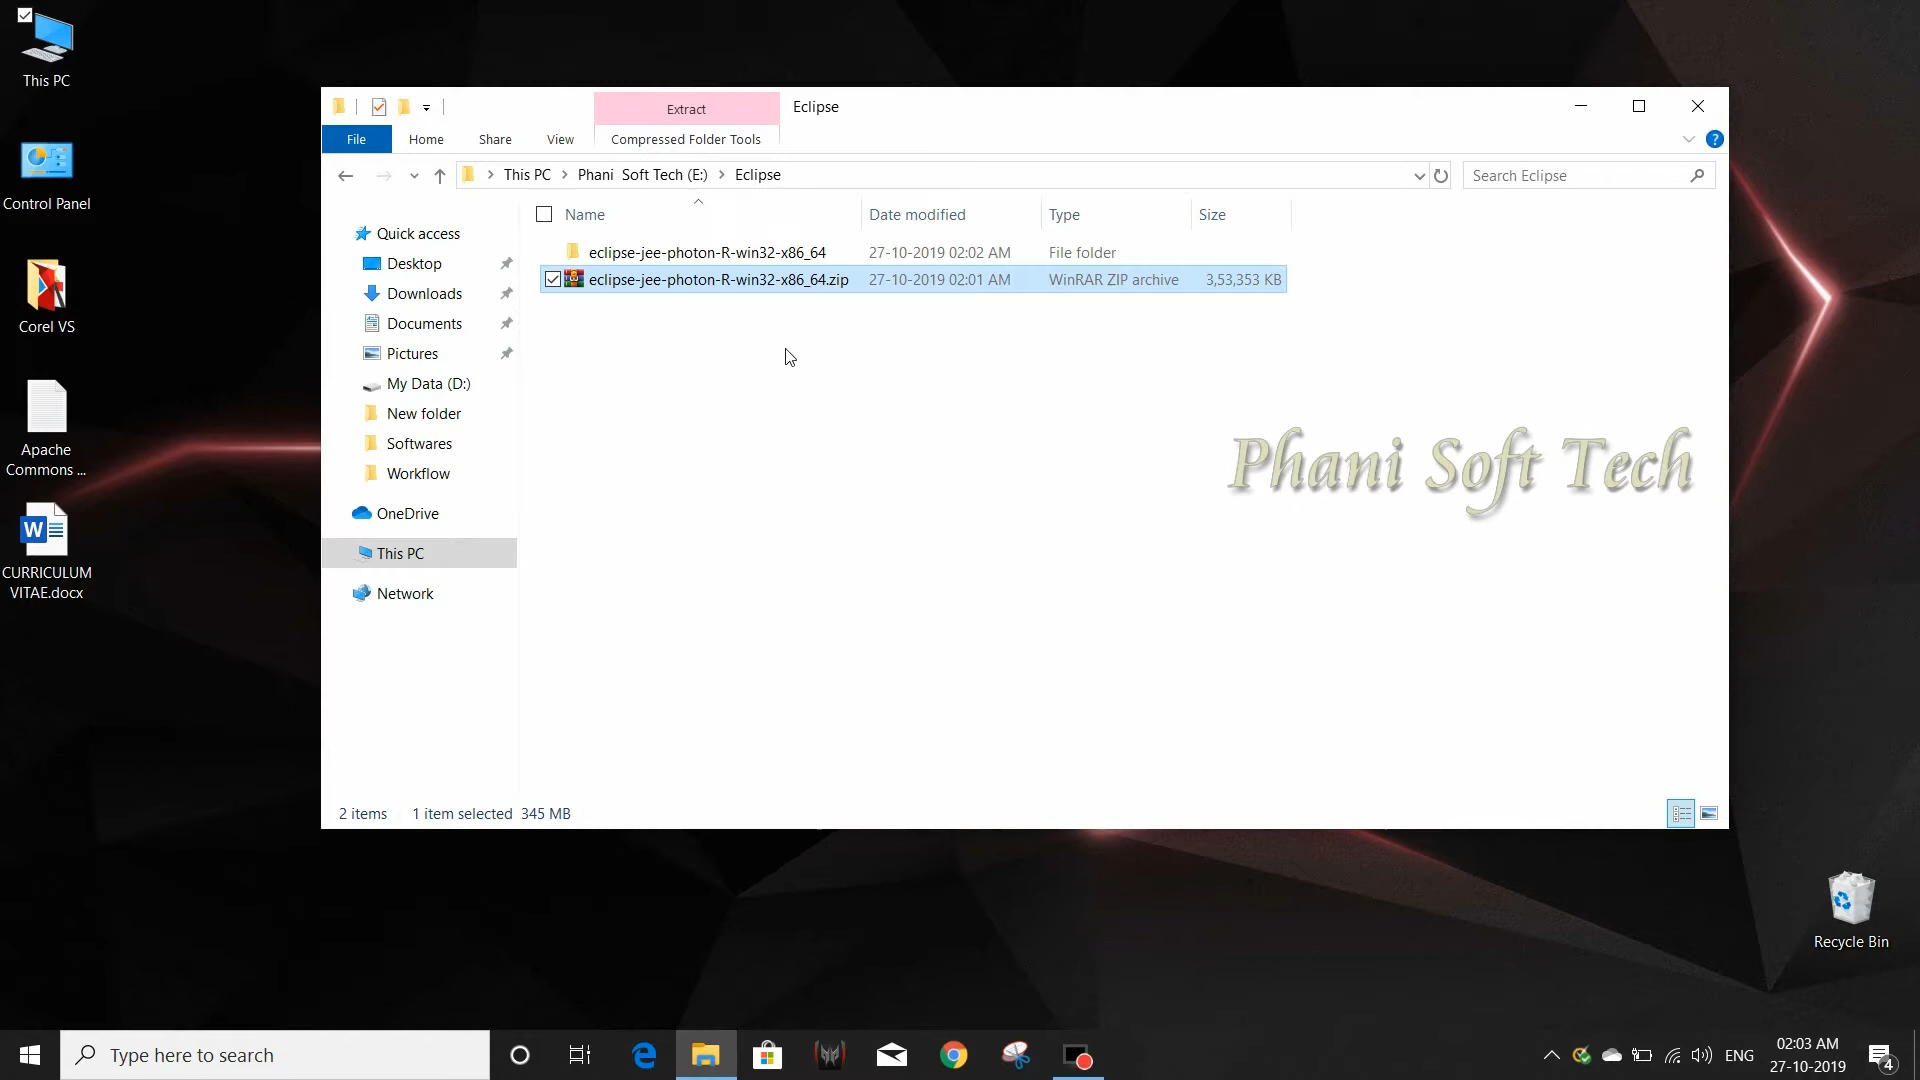 This PC
Control Panel
Corel VS
Apache
Commons ...
CURRICULUM
VITAE.docx
Extract
Eclipse
File
Home
Share
View
Compressed Folder Tools
This PC > Phani Soft Tech (E:) > Eclipse
Search Eclipse
Name
Date modified
Type
Size
eclipse-jee-photon-R-win32-x86_64 27-10-2019 02:02 AM File folder
eclipse-jee-photon-R-win32-x86_64.zip 27-10-2019 02:01 AM WinRAR ZIP archive 3,53,353 KB
Quick access
Desktop
Downloads
Documents
Pictures
My Data (D:)
New folder
Softwares
Workflow
OneDrive
This PC
Network
Phani Soft Tech
2 items 1 item selected 345 MB
Recycle Bin
Type here to search
ENG
02:03 AM
27-10-2019
4